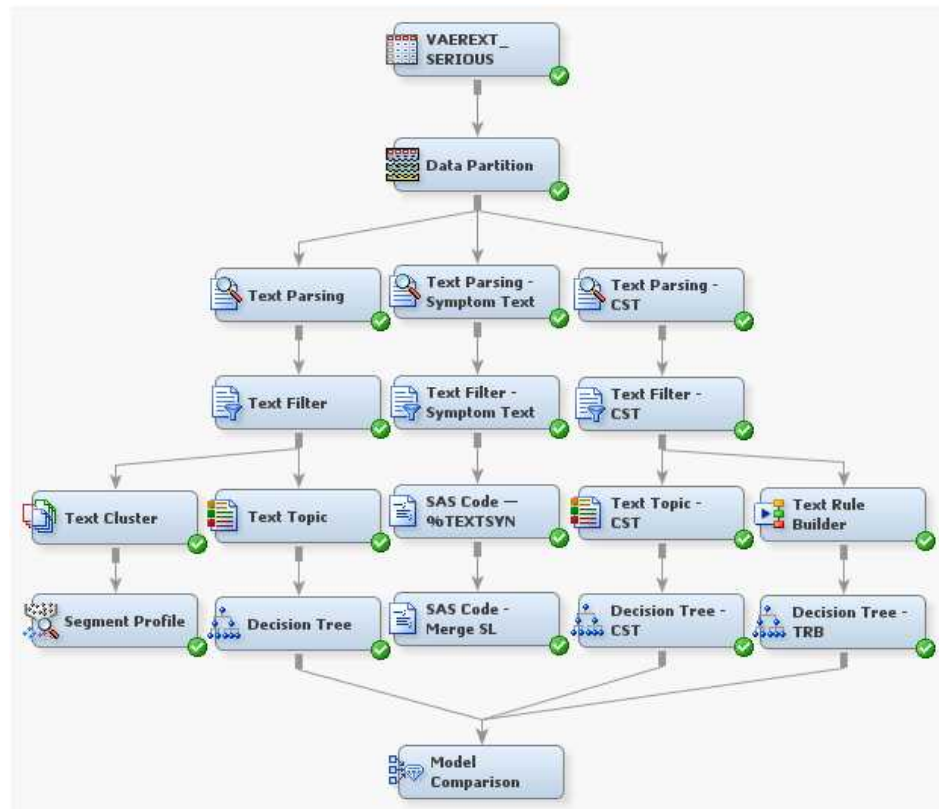 VAEREXT_
SERIOUS
Data Partition
Text Parsing
Text Parsing -
Symptom Text
Text Parsing -
CST
Text Filter
Text Filter -
Symptom Text
Text Filter -
CST
Text Cluster
Text Topic
SAS Code —
%TEXTSYN
Text Topic -
CST
Text Rule
Builder
Segment Profile
Decision Tree
SAS Code -
Merge SL
Decision Tree -
CST
Decision Tree -
TRB
Model
Comparison